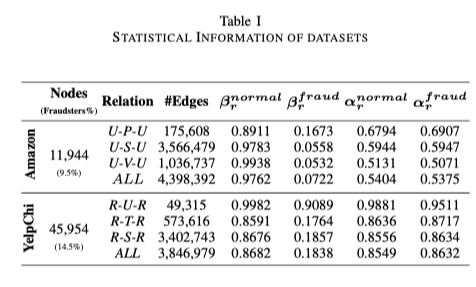 Table I
STATISTICAL INFORMATION OF DATASETS
Nodes (Fraudsters%) Relation #Edges β_r^normal β_r^fraud α_r^normal α_r^fraud
Amazon
11,944
(9.5%)
U-P-U 175,608 0.8911 0.1673 0.6794 0.6907
U-S-U 3,566,479 0.9783 0.0558 0.5944 0.5947
U-V-U 1,036,737 0.9938 0.0532 0.5131 0.5071
ALL 4,398,392 0.9762 0.0722 0.5404 0.5375
YelpChi
45,954
(14.5%)
R-U-R 49,315 0.9982 0.9089 0.9881 0.9511
R-T-R 573,616 0.8591 0.1764 0.8636 0.8717
R-S-R 3,402,743 0.8676 0.1857 0.8556 0.8634
ALL 3,846,979 0.8682 0.1838 0.8549 0.8632